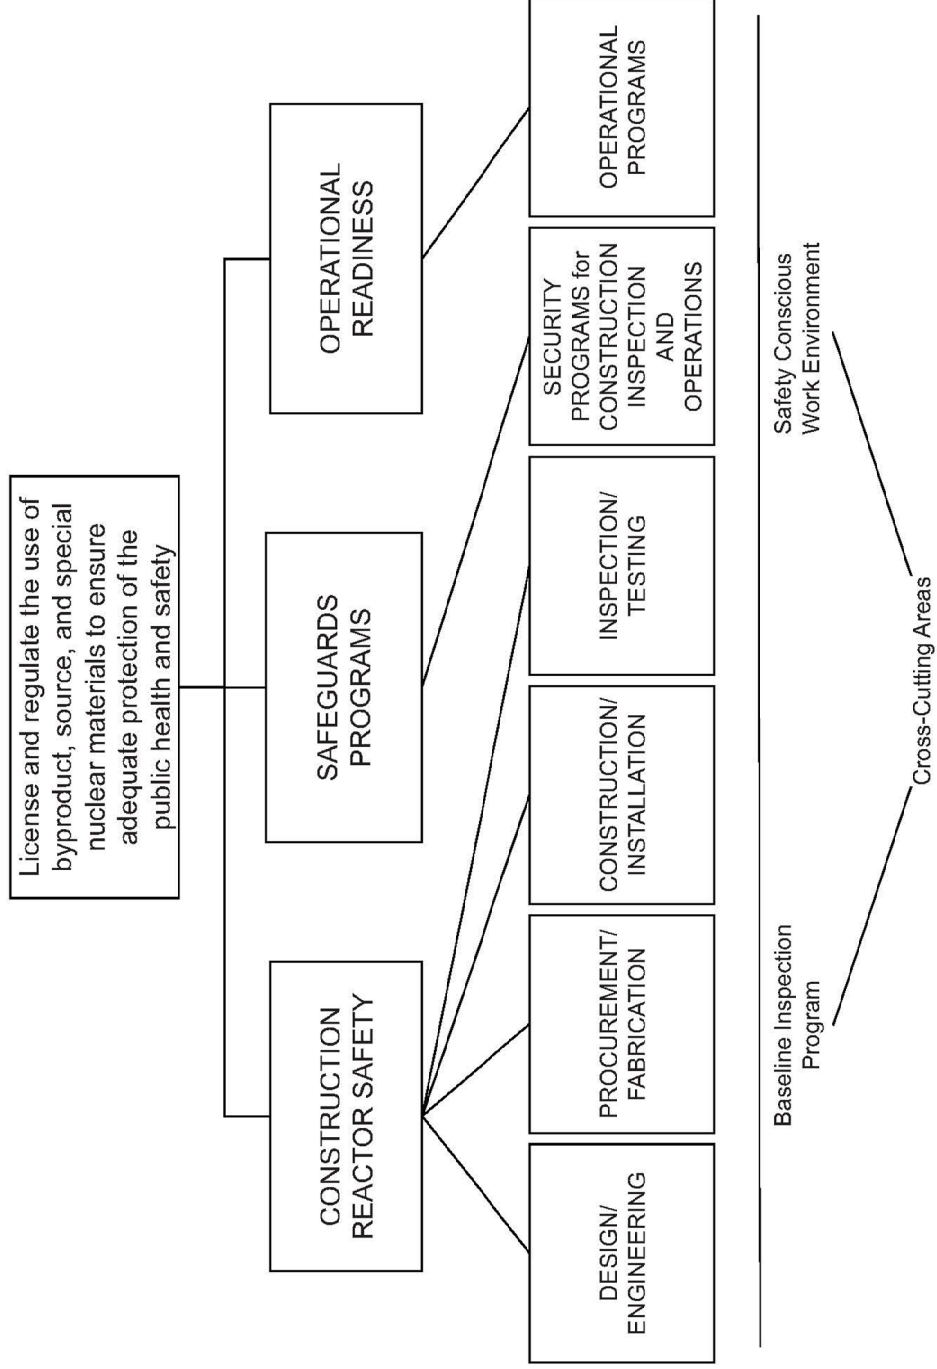 License and regulate the use of
byproduct, source, and special
nuclear materials to ensure
adequate protection of the
public health and safety
CONSTRUCTION
REACTOR SAFETY
SAFEGUARDS
PROGRAMS
OPERATIONAL
READINESS
DESIGN/
ENGINEERING
PROCUREMENT/
FABRICATION
CONSTRUCTION/
INSTALLATION
INSPECTION/
TESTING
SECURITY
PROGRAMS for
CONSTRUCTION
INSPECTION
AND
OPERATIONS
OPERATIONAL
PROGRAMS
Baseline Inspection
Program
Safety Conscious
Work Environment
Cross-Cutting Areas